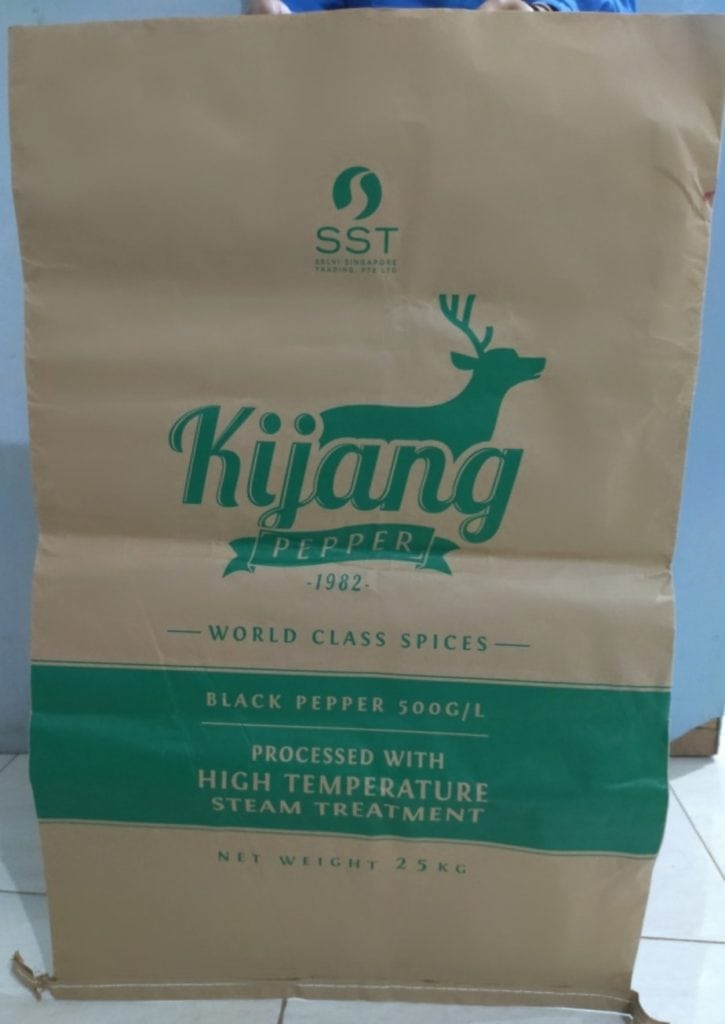 SST
SELVI SINGAPORE
TRADING. PTE LTD
Kijang
PEPPER
-1982-
WORLD CLASS SPICES
BLACK PEPPER 500G/L
PROCESSED WITH
HIGH TEMPERATURE
STEAM TREATMENT
NET WEIGHT 25KG